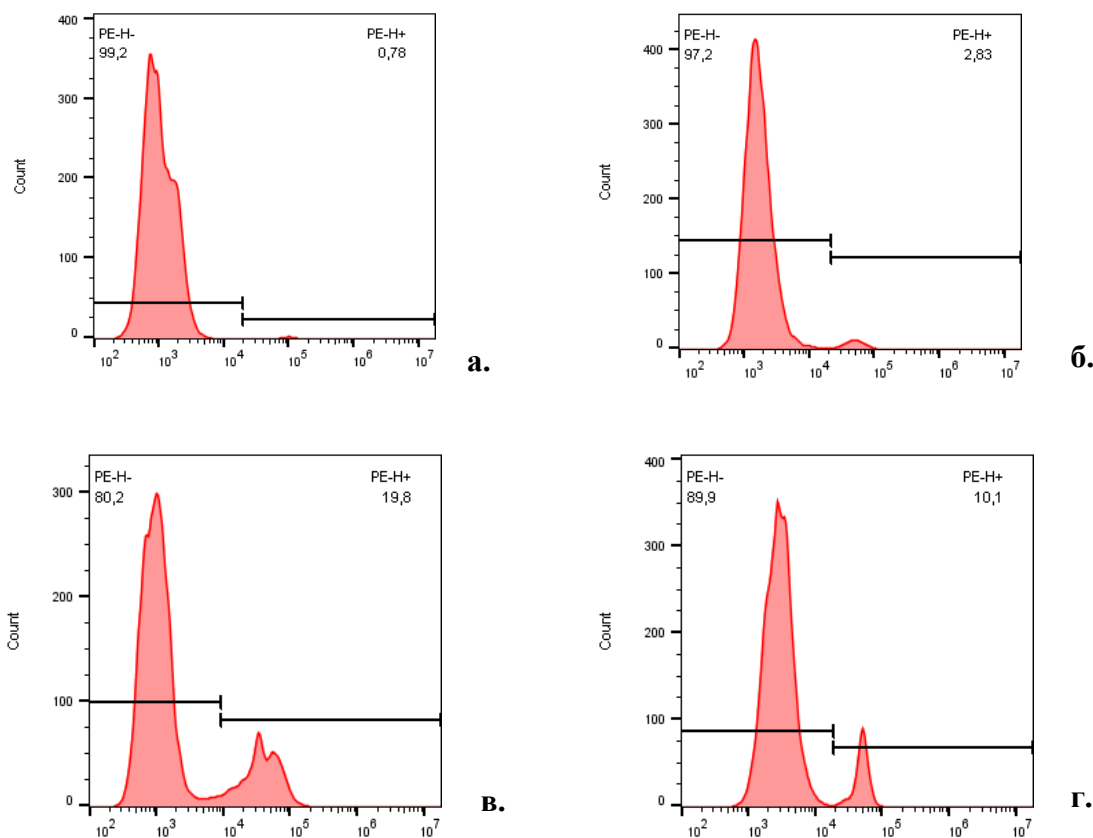 PE-H- PE-H+
99,2 0,78
400
300
200
100
0
Count
10² 10³ 10⁴ 10⁵ 10⁶ 10⁷
а.
PE-H- PE-H+
97,2 2,83
400
300
200
100
0
Count
10² 10³ 10⁴ 10⁵ 10⁶ 10⁷
б.
PE-H- PE-H+
80,2 19,8
300
200
100
0
Count
10² 10³ 10⁴ 10⁵ 10⁶ 10⁷
в.
PE-H- PE-H+
89,9 10,1
400
300
200
100
0
Count
10² 10³ 10⁴ 10⁵ 10⁶ 10⁷
г.